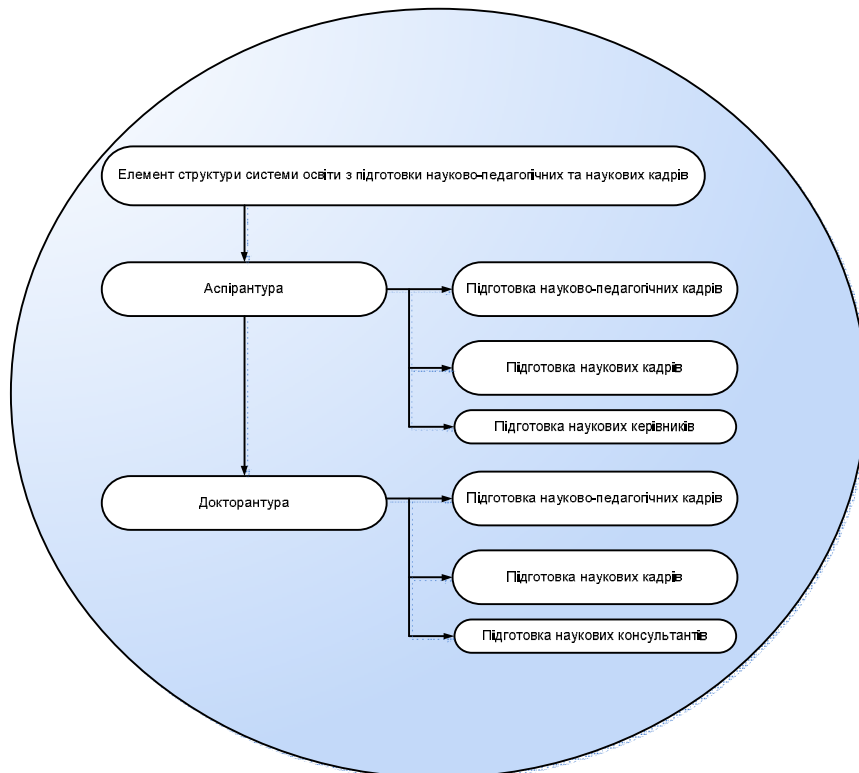 Елемент структури системи освіти з підготовки науково-педагогічних та наукових кадрів
Аспірантура
Підготовка науково-педагогічних кадрів
Підготовка наукових кадрів
Підготовка наукових керівників
Докторантура
Підготовка науково-педагогічних кадрів
Підготовка наукових кадрів
Підготовка наукових консультантів